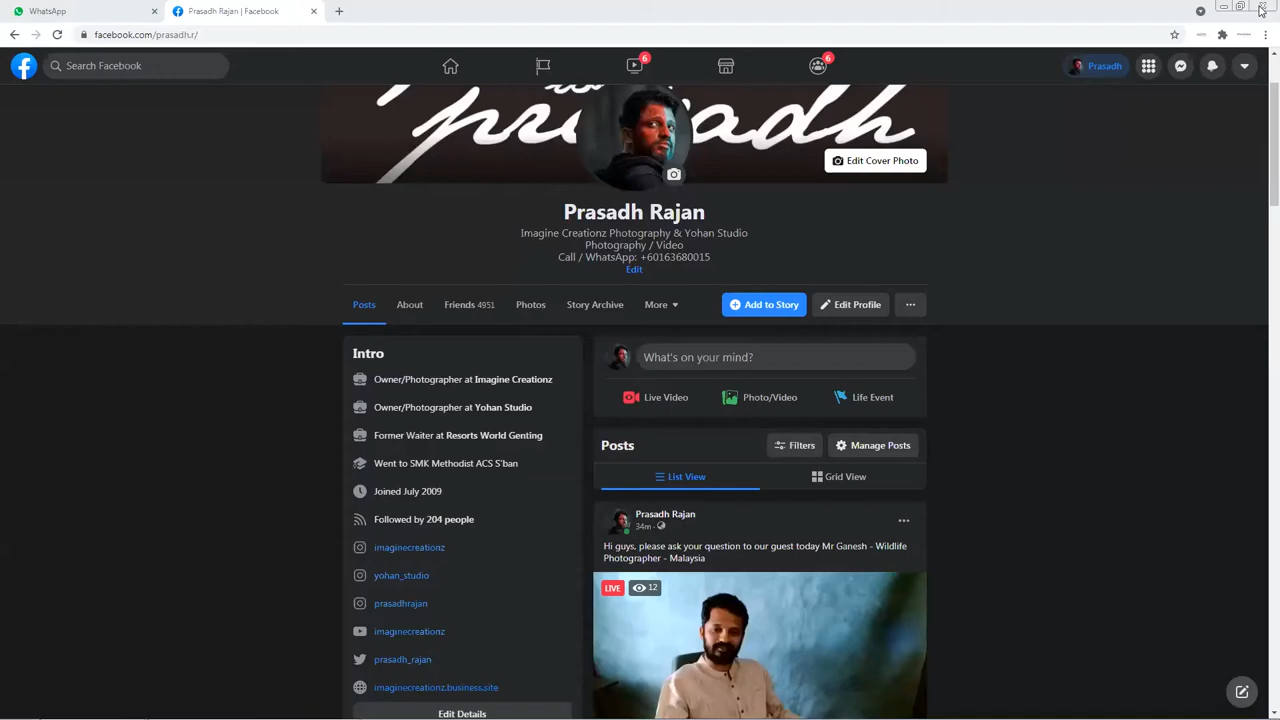 WhatsApp
Prasadh Rajan | Facebook
facebook.com/prasadh.r/
Search Facebook
6
6
Prasadh
prasadh
Edit Cover Photo
Prasadh Rajan
Imagine Creationz Photography & Yohan Studio
Photography / Video
Call / WhatsApp: +60163680015
Edit
Posts About Friends 4951 Photos Story Archive More Add to Story Edit Profile
Intro
Owner/Photographer at Imagine Creationz
Owner/Photographer at Yohan Studio
Former Waiter at Resorts World Genting
Went to SMK Methodist ACS S'ban
Joined July 2009
Followed by 204 people
imaginecreationz
yohan_studio
prasadhrajan
imaginecreationz
prasadh_rajan
imaginecreationz.business.site
Edit Details
What's on your mind?
Live Video Photo/Video Life Event
Posts Filters Manage Posts
List View Grid View
Prasadh Rajan
34m ·
Hi guys, please ask your question to our guest today Mr Ganesh - Wildlife
Photographer - Malaysia
LIVE 12